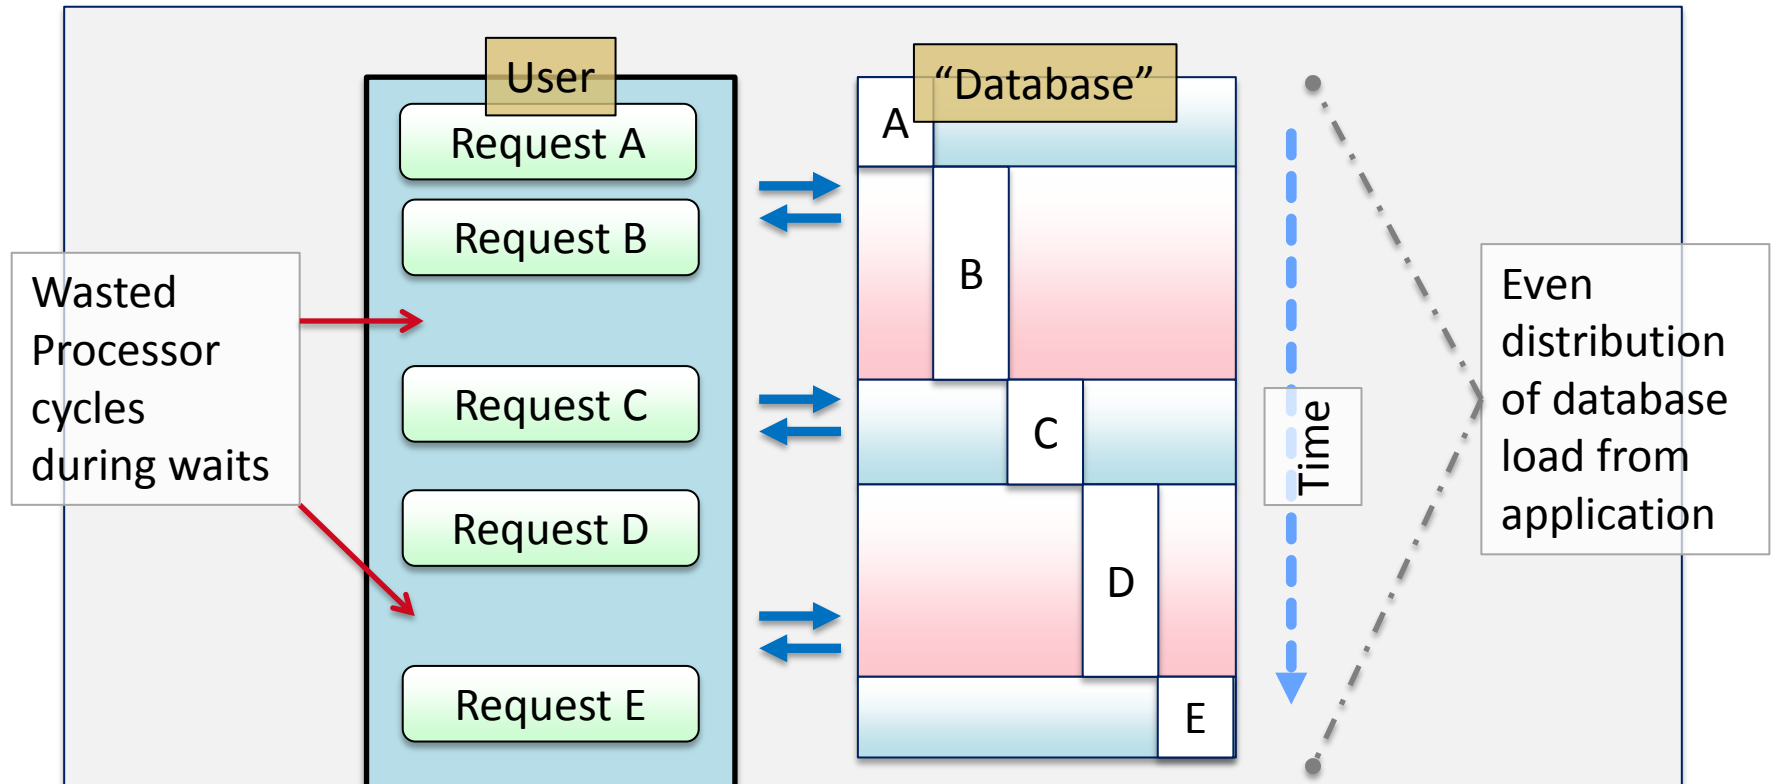 User
“Database”
Request A
Request B
Request C
Request D
Request E
A
B
C
D
E
Wasted
Processor
cycles
during waits
Time
Even
distribution
of database
load from
application